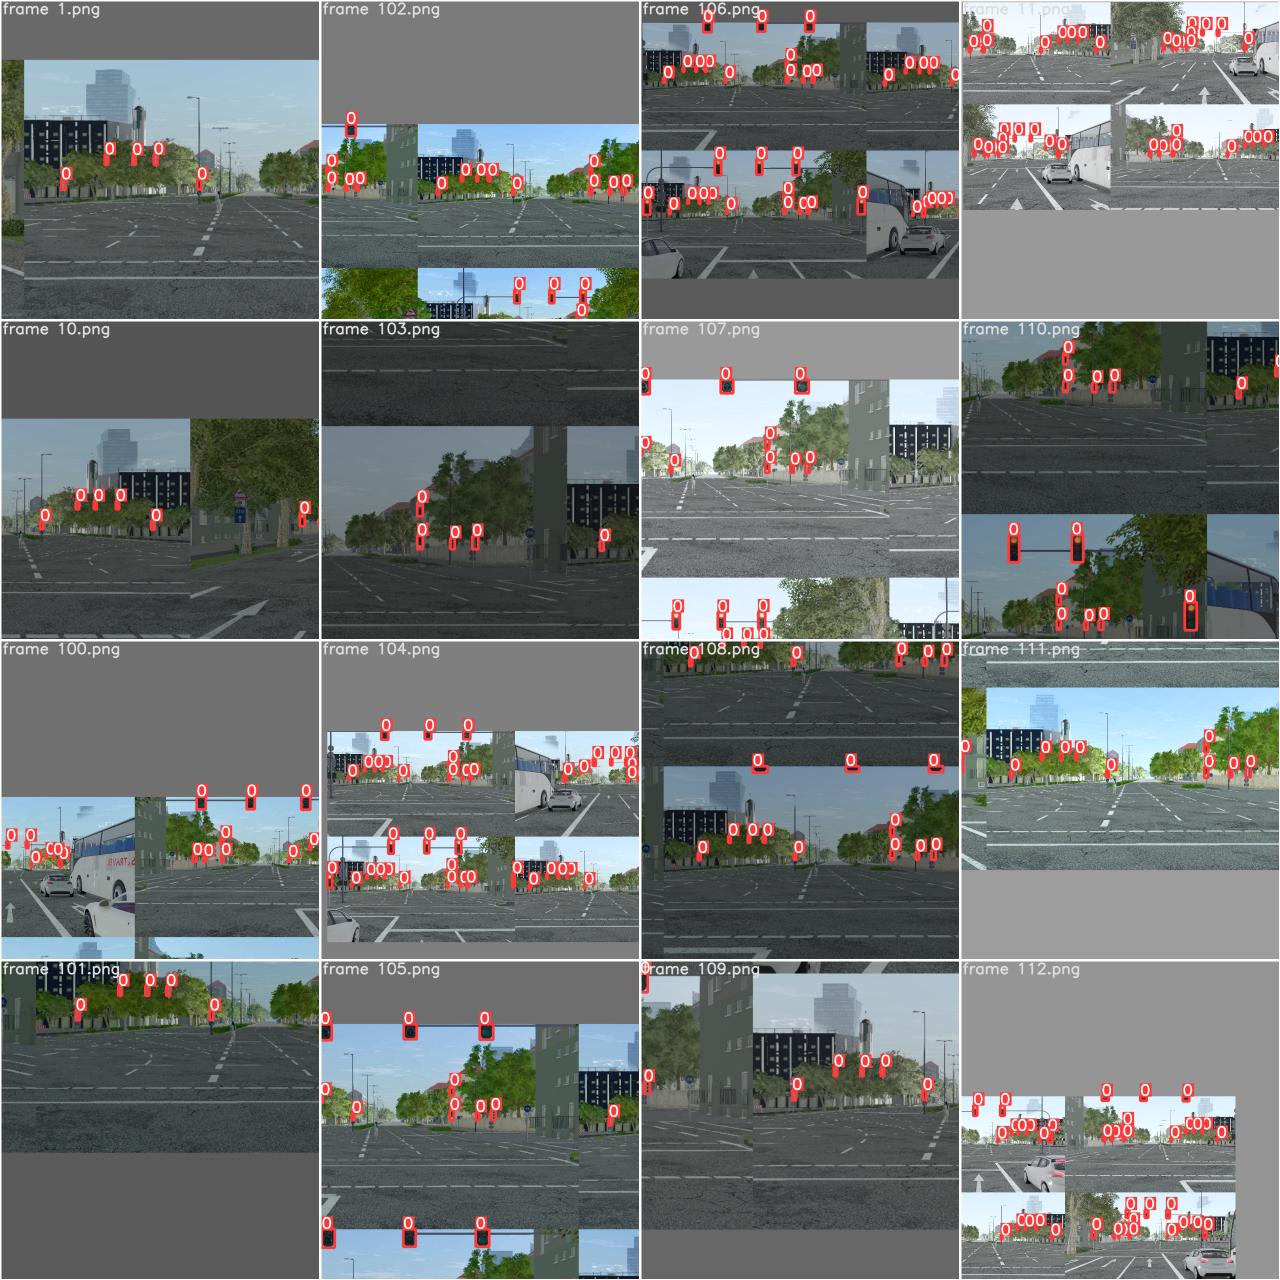 frame 1.png
frame 102.png
frame 106.png
frame 11.png
frame 10.png
frame 103.png
frame 107.png
frame 110.png
frame 100.png
frame 104.png
frame 108.png
frame 111.png
frame 101.png
frame 105.png
frame 109.png
frame 112.png